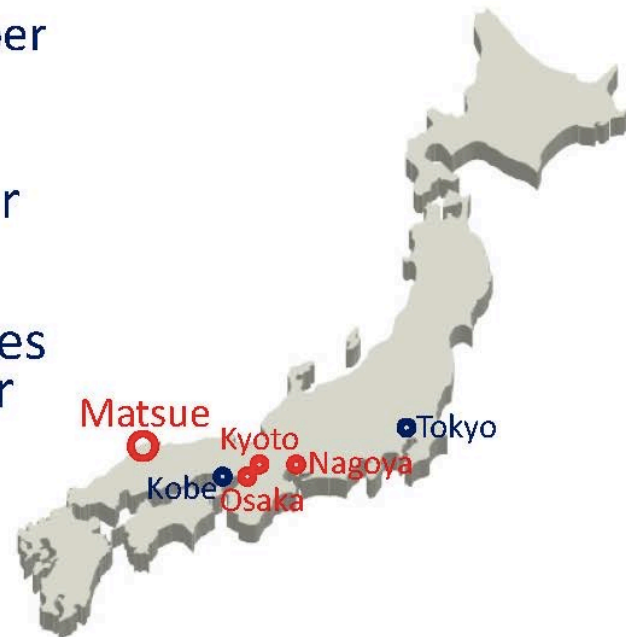 er
r
es
r
Matsue
Kyoto
Tokyo
Nagoya
Kobe
Osaka